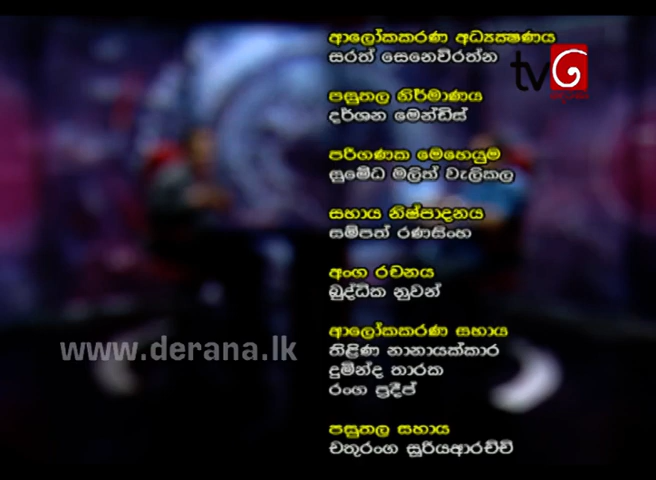 ආලෝකකරණ අධ්‍යක්ෂණය
සරත් සෙනෙවිරත්න
tv
පසුතල නිර්මාණය
දර්ශන මෙන්ඩිස්
පරිගණක මෙහෙයුම
සුමේධ මලිත් වැලිකල
සහාය නිෂ්පාදනය
සම්පත් රණසිංහ
අංග රචනය
බුද්ධික නුවන්
ආලෝකකරණ සහාය
www.derana.lk
තිළිණ නානායක්කාර
දුමින්ද තාරක
රංග ප්‍රදීප්
පසුතල සහාය
චතුරංග සූරියආරච්චි